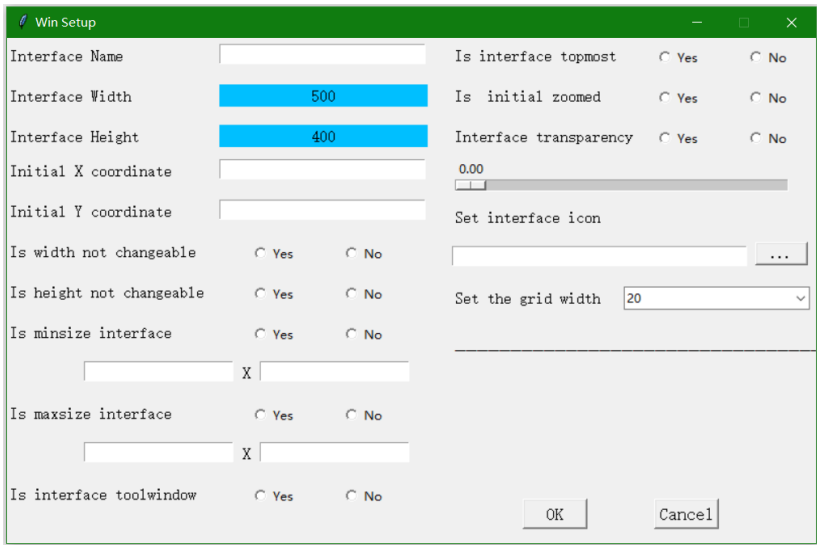 Win Setup
Interface Name
Interface Width 500
Interface Height 400
Initial X coordinate
Initial Y coordinate
Is width not changeable Yes No
Is height not changeable Yes No
Is minsize interface Yes No
X
Is maxsize interface Yes No
X
Is interface toolwindow Yes No
Is interface topmost Yes No
Is initial zoomed Yes No
Interface transparency Yes No
0.00
Set interface icon
...
Set the grid width 20
OK Cancel